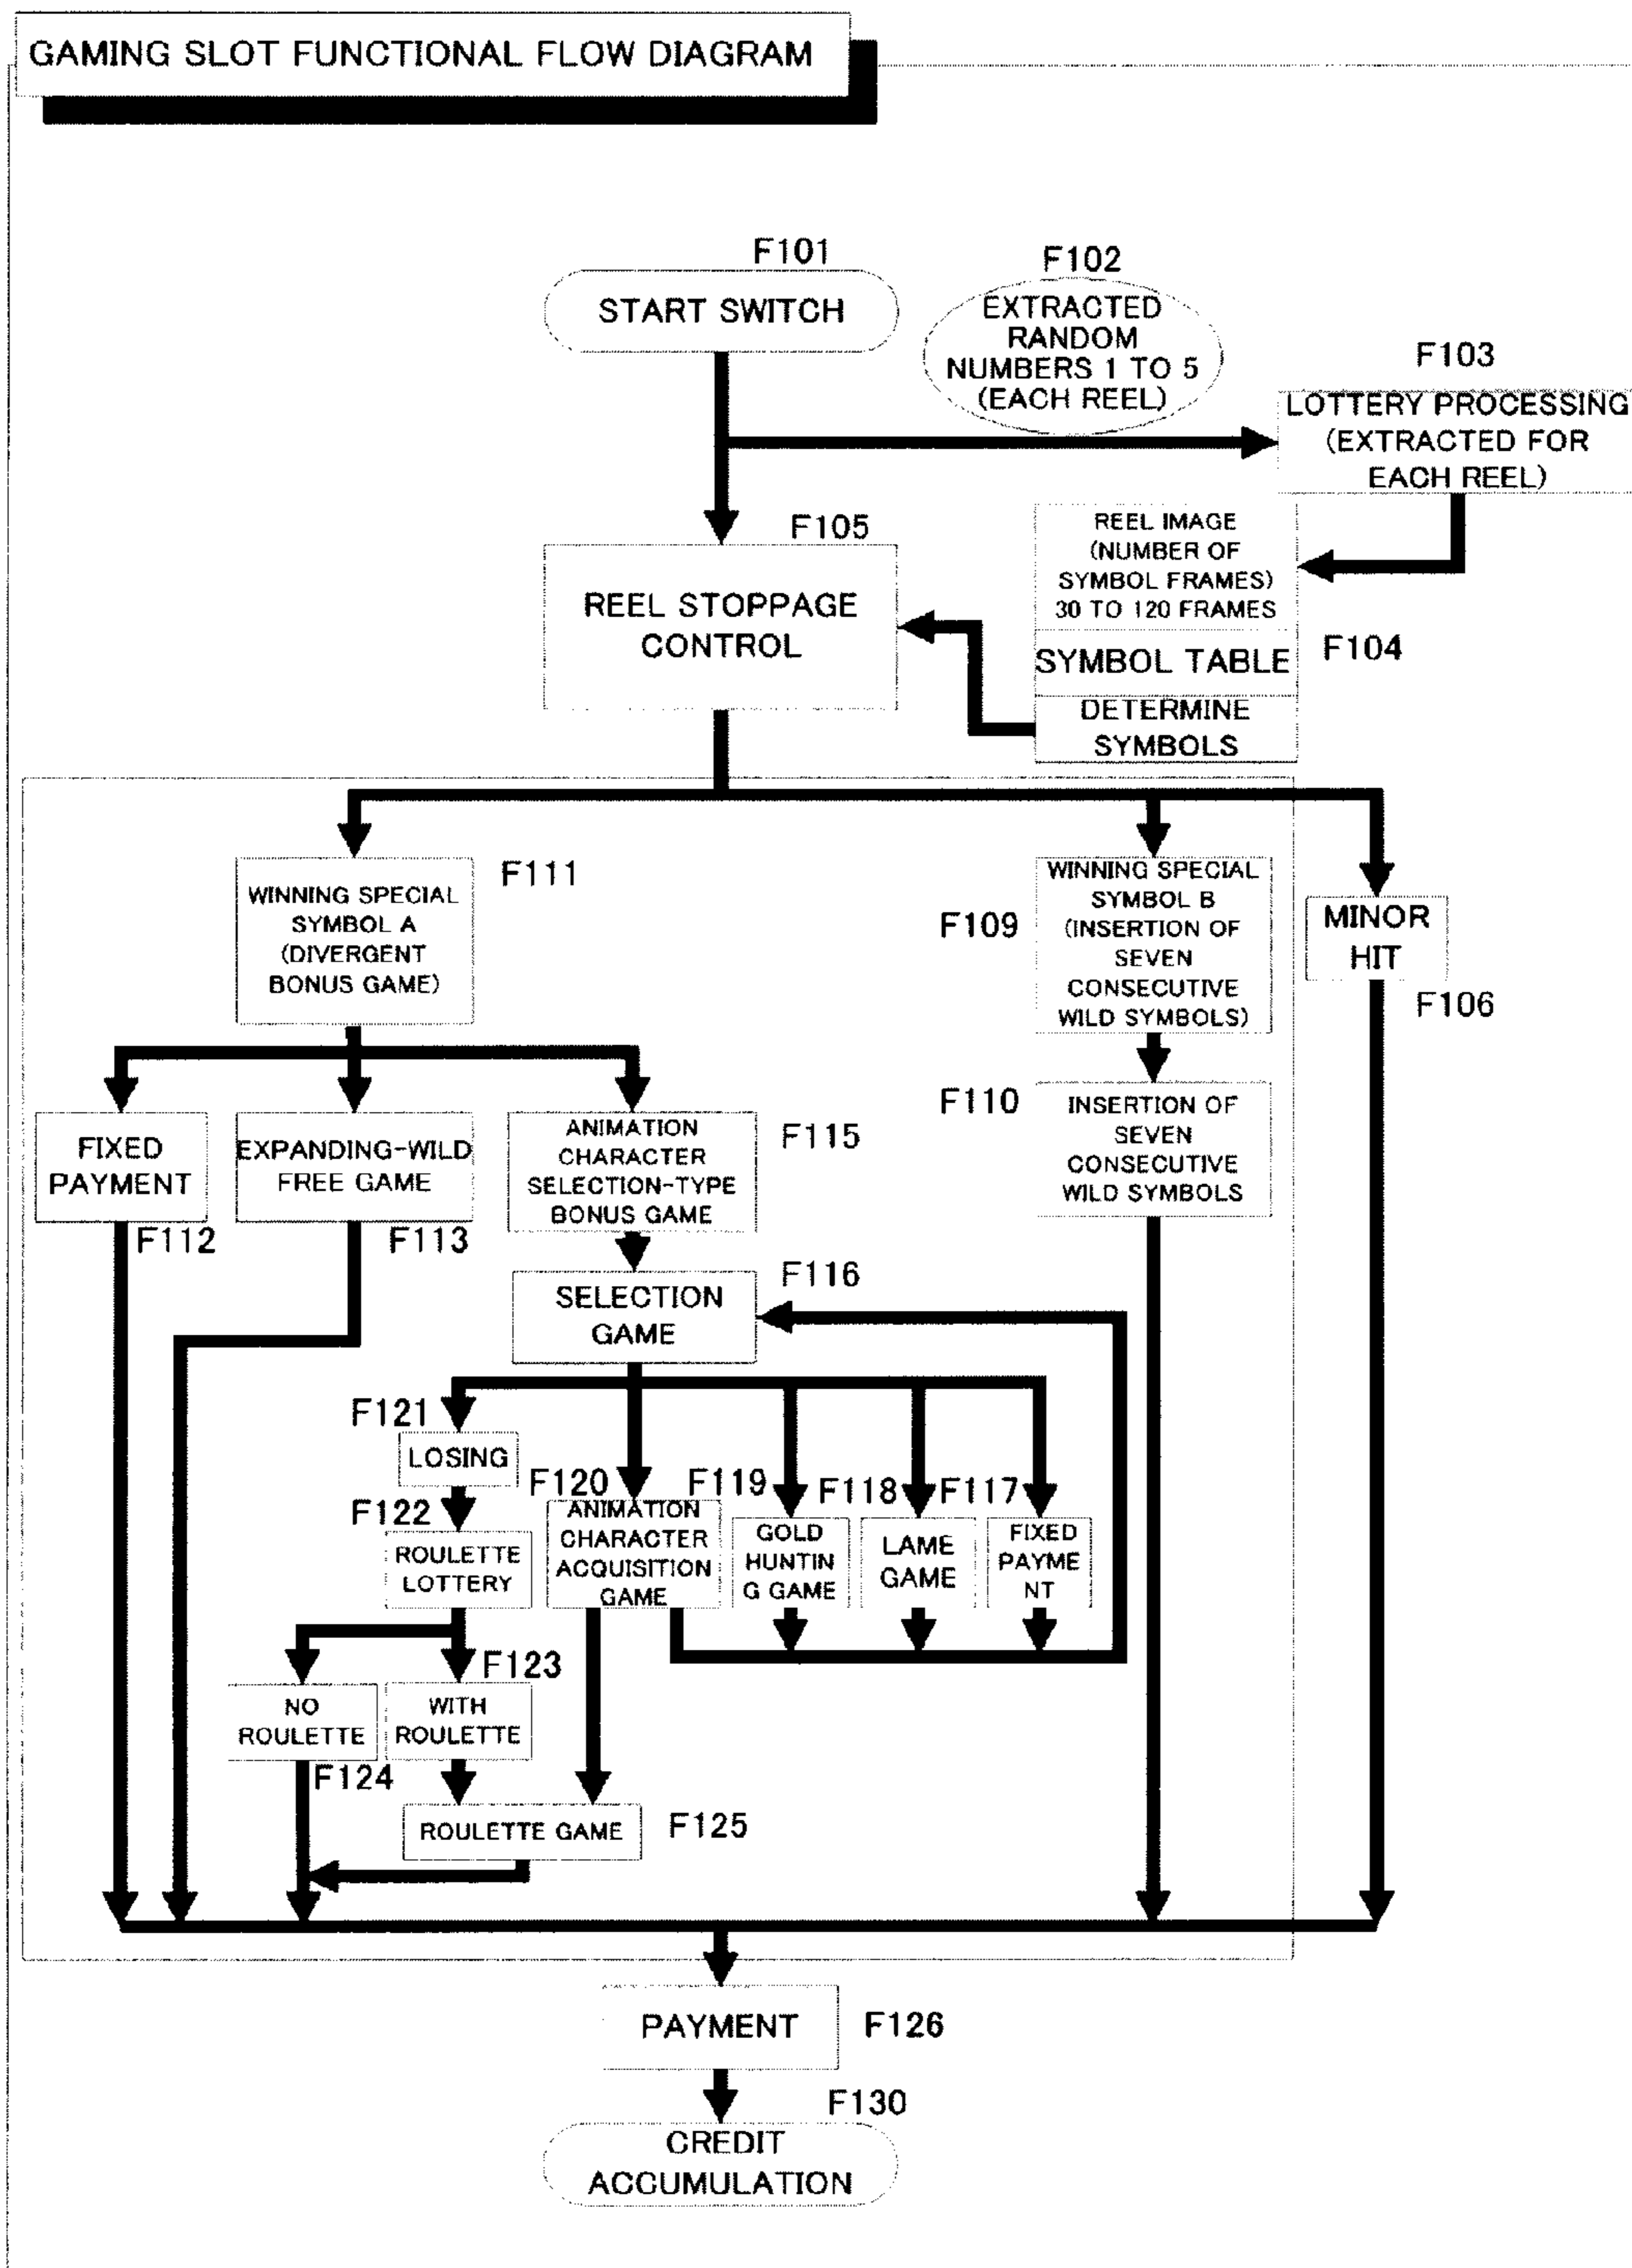 GAMING SLOT FUNCTIONAL FLOW DIAGRAM
F101
START SWITCH
F102
EXTRACTED
RANDOM
NUMBERS 1 TO 5
(EACH REEL)
F103
LOTTERY PROCESSING
(EXTRACTED FOR
EACH REEL)
F105
REEL STOPPAGE
CONTROL
REEL IMAGE
(NUMBER OF
SYMBOL FRAMES)
30 TO 120 FRAMES
F104
SYMBOL TABLE
DETERMINE
SYMBOLS
F111
WINNING SPECIAL
SYMBOL A
(DIVERGENT
BONUS GAME)
F109
WINNING SPECIAL
SYMBOL B
(INSERTION OF
SEVEN
CONSECUTIVE
WILD SYMBOLS)
MINOR
HIT
F106
FIXED
PAYMENT
F112
EXPANDING-WILD
FREE GAME
F113
ANIMATION
CHARACTER
SELECTION-TYPE
BONUS GAME
F115
F110
INSERTION OF
SEVEN
CONSECUTIVE
WILD SYMBOLS
F116
SELECTION
GAME
F121
LOSING
F122
ROULETTE
LOTTERY
F120
ANIMATION
CHARACTER
ACQUISITION
GAME
F119
GOLD
HUNTIN
G GAME
F118
LAME
GAME
F117
FIXED
PAYME
NT
NO
ROULETTE
F124
F123
WITH
ROULETTE
ROULETTE GAME
F125
PAYMENT
F126
F130
CREDIT
ACCUMULATION